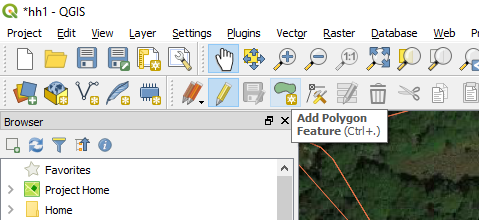 *hh1 - QGIS
Project Edit View Layer Settings Plugins Vector Raster Database Web
Add Polygon
Feature (Ctrl+.)
Browser
Favorites
Project Home
Home